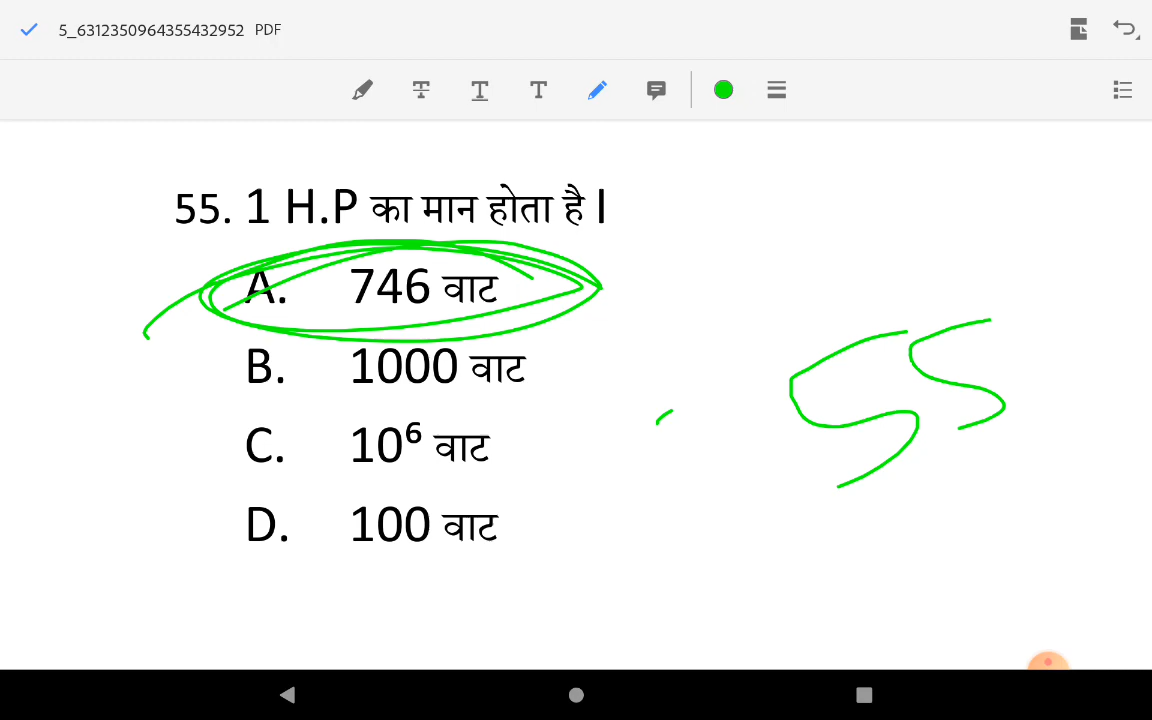 5_6312350964355432952 PDF
55. 1 H.P का मान होता है I
A. 746 वाट
B. 1000 वाट
C. 10⁶ वाट
D. 100 वाट
55